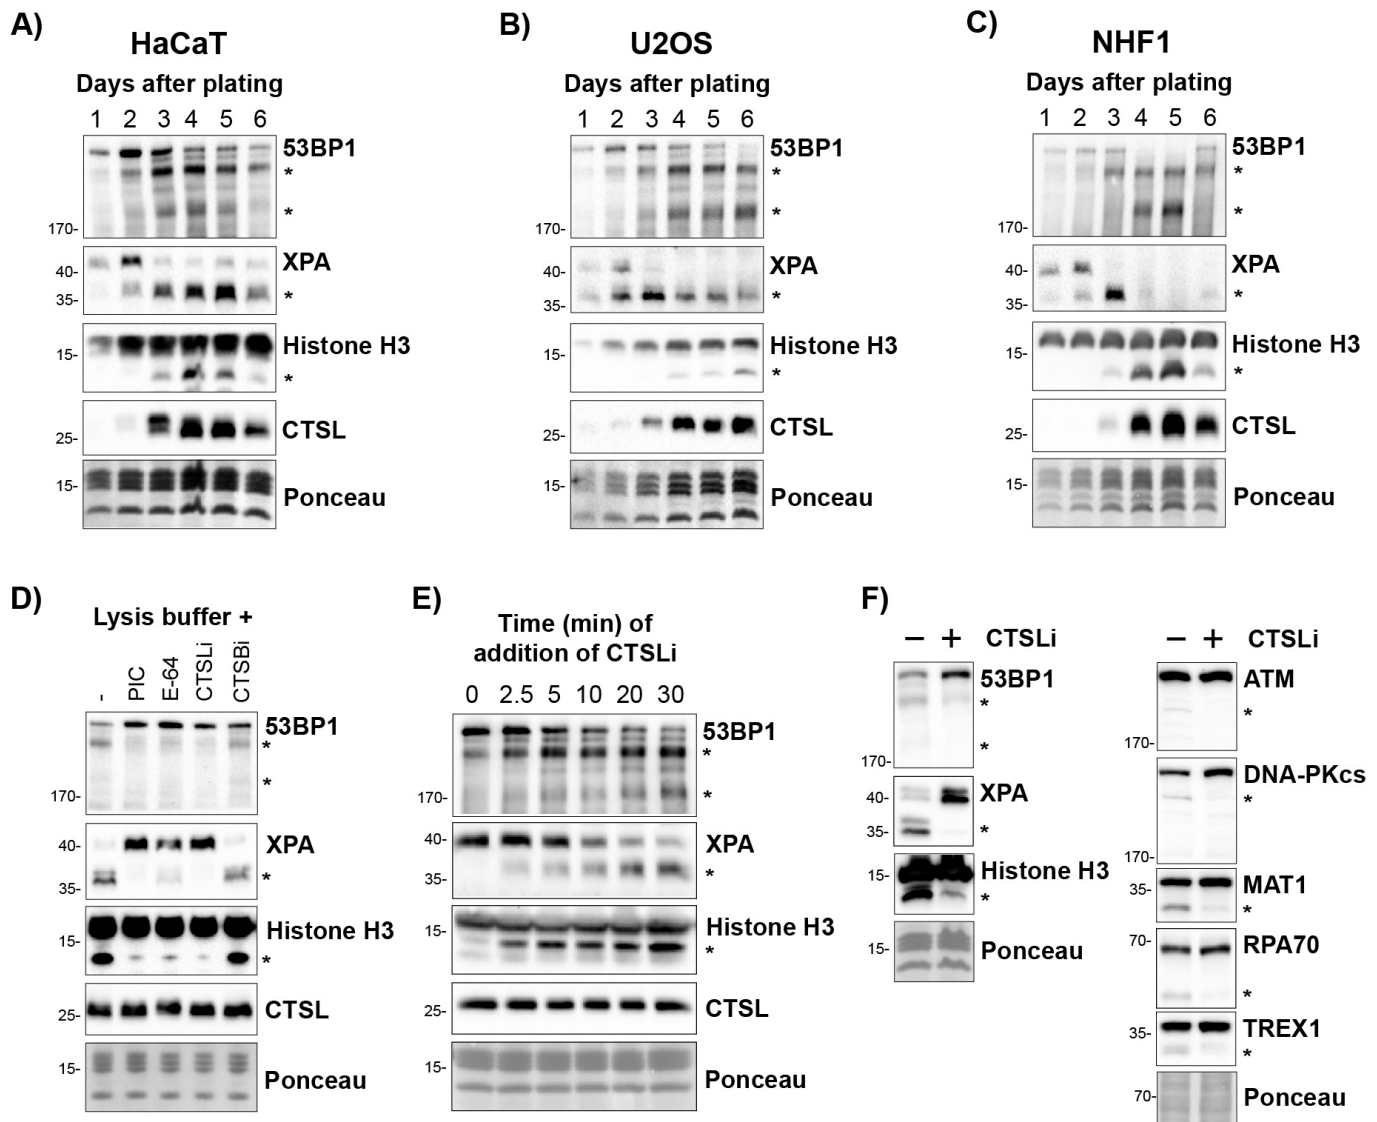 A)
HaCaT
Days after plating
1 2 3 4 5 6
53BP1
*
*
170-
XPA
40-
35-
*
Histone H3
15-
*
CTSL
25-
15-
Ponceau
B)
U2OS
Days after plating
1 2 3 4 5 6
53BP1
*
*
170-
XPA
40-
35-
*
Histone H3
15-
*
CTSL
25-
15-
Ponceau
C)
NHF1
Days after plating
1 2 3 4 5 6
53BP1
*
*
170-
XPA
40-
35-
*
Histone H3
15-
*
CTSL
25-
15-
Ponceau
D)
Lysis buffer +
- PIC E-64 CTSLi CTSBi
53BP1
*
*
170-
40-
XPA
*
35-
Histone H3
15-
*
CTSL
25-
15-
Ponceau
E)
Time (min) of
addition of CTSLi
0 2.5 5 10 20 30
53BP1
*
*
170-
40-
XPA
*
35-
Histone H3
15-
*
CTSL
25-
15-
Ponceau
F)
− + CTSLi
53BP1
*
*
170-
XPA
40-
35-
*
Histone H3
15-
*
15-
Ponceau
− + CTSLi
ATM
*
170-
DNA-PKcs
*
170-
MAT1
35-
*
70-
RPA70
*
35-
TREX1
*
70-
Ponceau